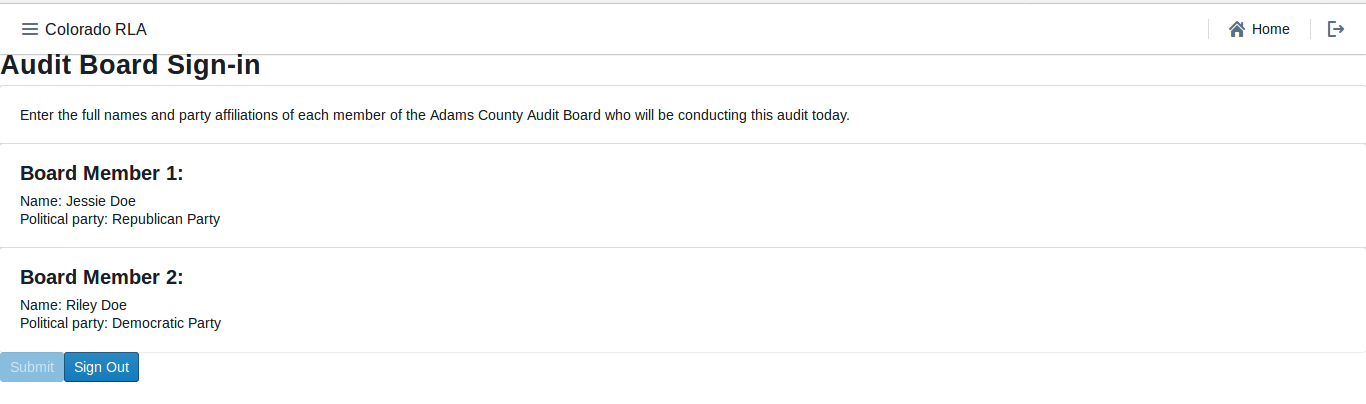 Colorado RLA
Home
Audit Board Sign-in
Enter the full names and party affiliations of each member of the Adams County Audit Board who will be conducting this audit today.
Board Member 1:
Name: Jessie Doe
Political party: Republican Party
Board Member 2:
Name: Riley Doe
Political party: Democratic Party
Submit
Sign Out